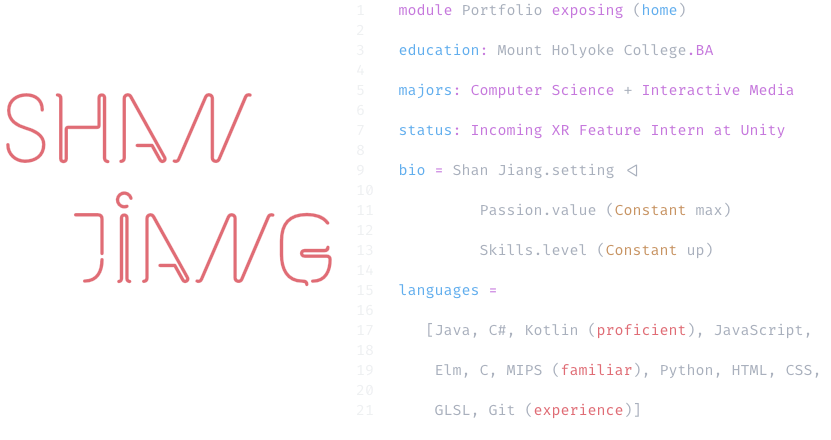 SHAN
JIANG
1 module Portfolio exposing (home)
2
3 education: Mount Holyoke College.BA
4
5 majors: Computer Science + Interactive Media
6
7 status: Incoming XR Feature Intern at Unity
8
9 bio = Shan Jiang.setting <|
10
11 Passion.value (Constant max)
12
13 Skills.level (Constant up)
14
15 languages =
16
17 [Java, C#, Kotlin (proficient), JavaScript,
18
19 Elm, C, MIPS (familiar), Python, HTML, CSS,
20
21 GLSL, Git (experience)]